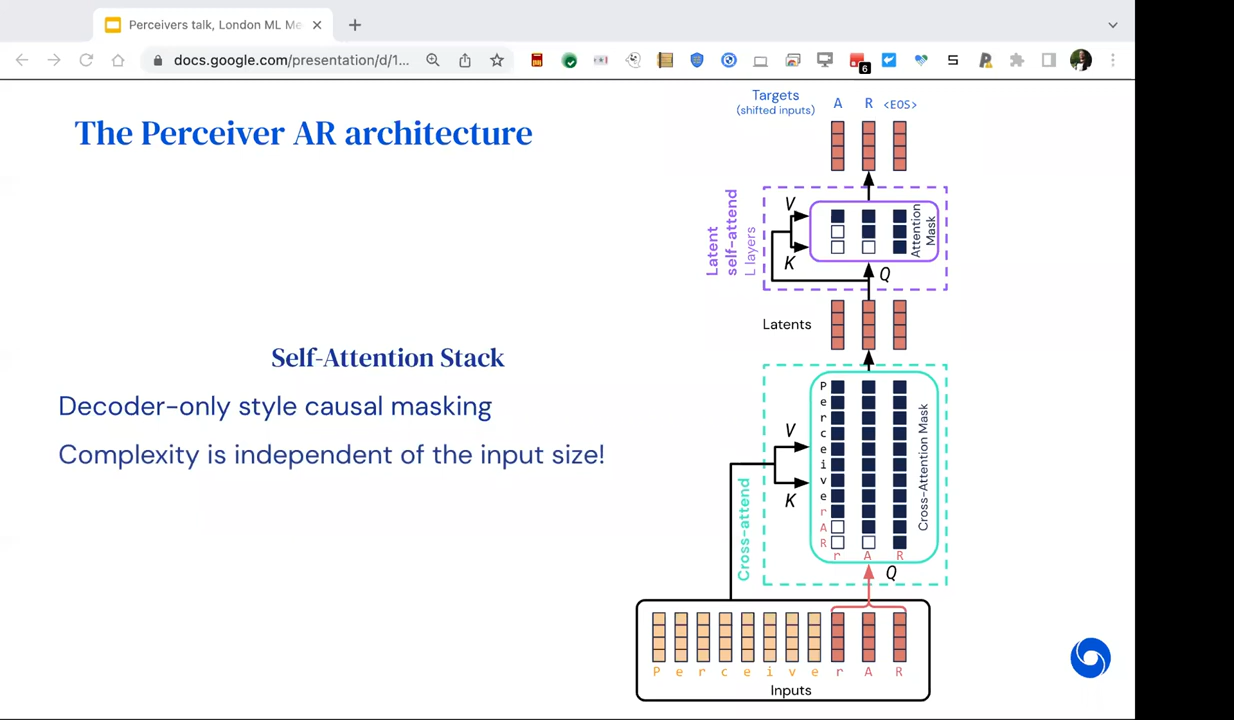 Perceivers talk, London ML Me
docs.google.com/presentation/d/1...
6
The Perceiver AR architecture
Self-Attention Stack
Decoder-only style causal masking
Complexity is independent of the input size!
Targets
(shifted inputs)
A R <EOS>
Latent
self-attend
L layers
V
K
Q
Attention
Mask
Latents
Cross-attend
V
K
Q
P
e
r
c
e
i
v
e
r
A
R
r A R
Cross-Attention Mask
P e r c e i v e r A R
Inputs